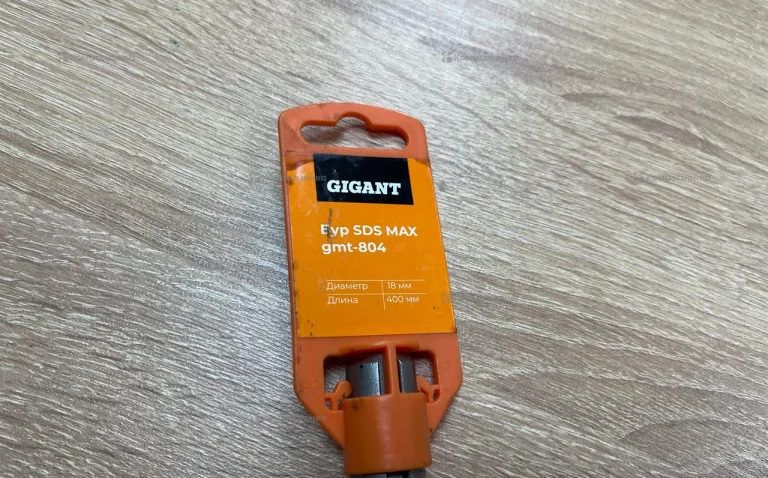 GIGANT
Бур SDS MAX
gmt-804
Диаметр 18 мм
Длина 400 мм